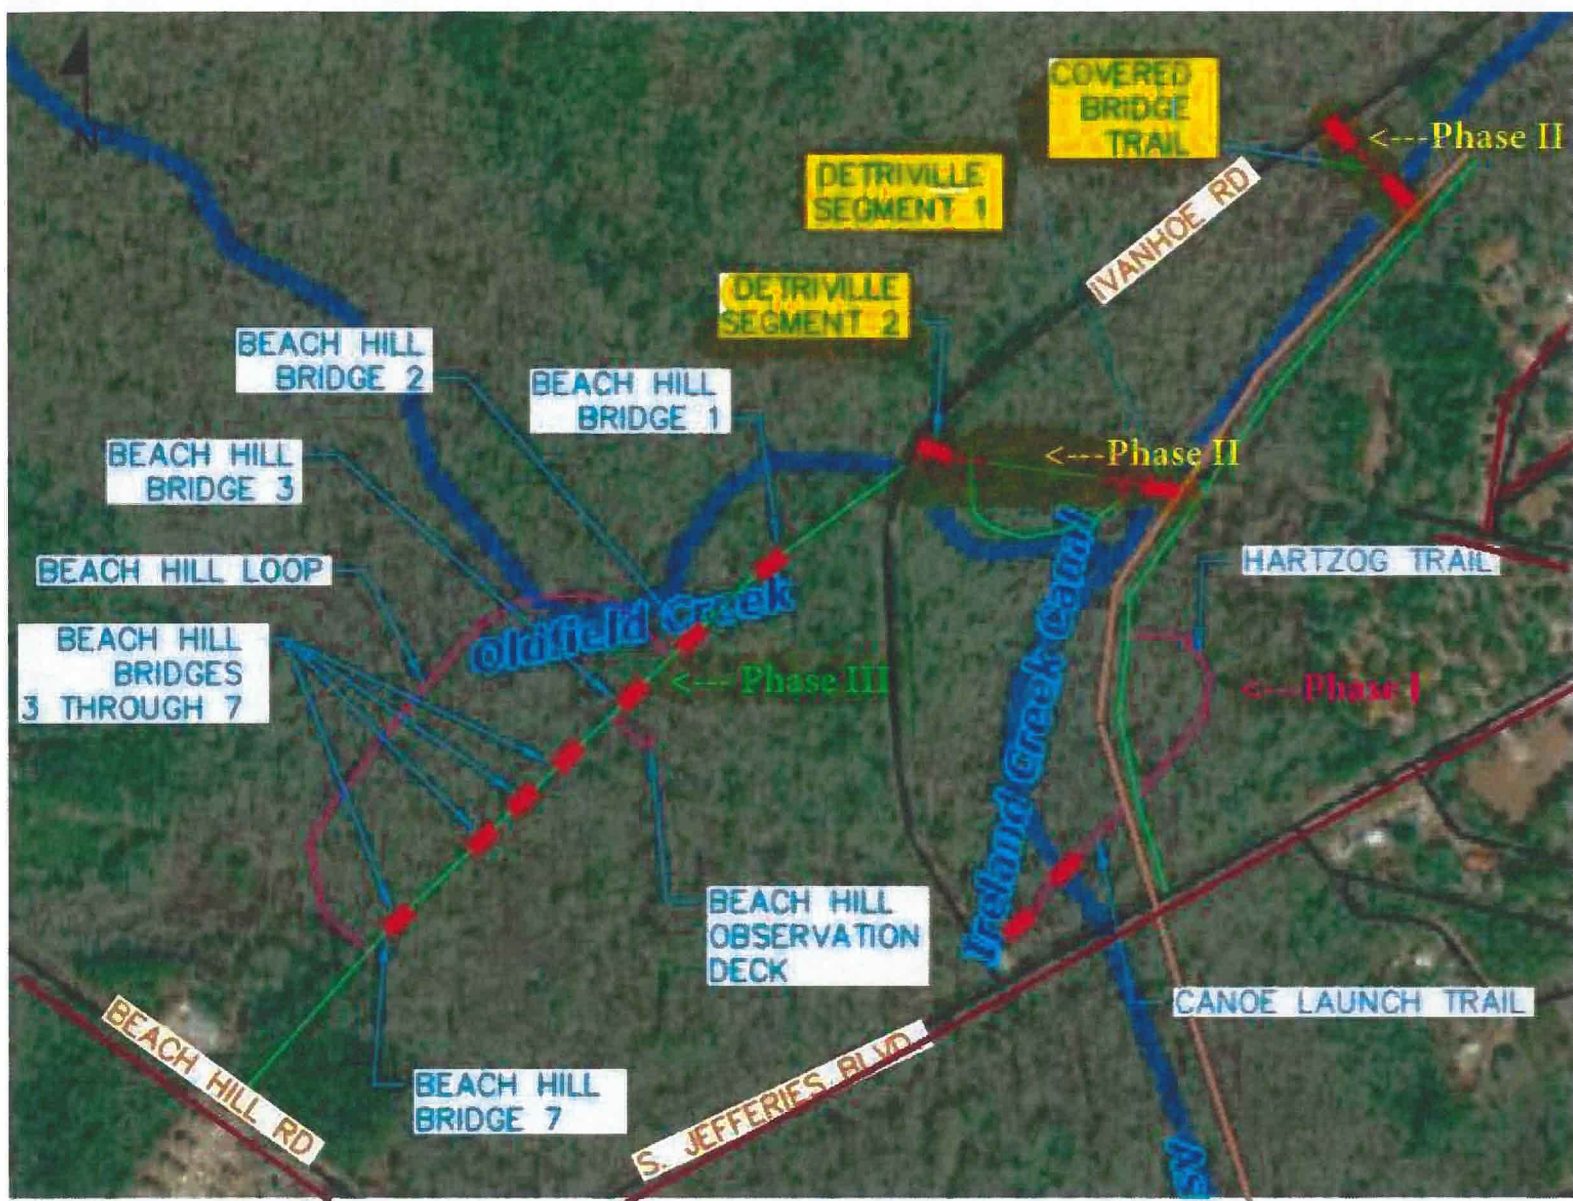 N
COVERED
BRIDGE
TRAIL
<---Phase II
DETRIVILLE
SEGMENT 1
IVANHOE RD
DETRIVILLE
SEGMENT 2
BEACH HILL
BRIDGE 2
BEACH HILL
BRIDGE 1
BEACH HILL
BRIDGE 3
<---Phase II
BEACH HILL LOOP
Oldfield Creek
Ireland Creek Canal
HARTZOG TRAIL
BEACH HILL
BRIDGES
3 THROUGH 7
<--- Phase III
<---Phase I
BEACH HILL
OBSERVATION
DECK
CANOE LAUNCH TRAIL
BEACH HILL RD
BEACH HILL
BRIDGE 7
S. JEFFERIES BLVD